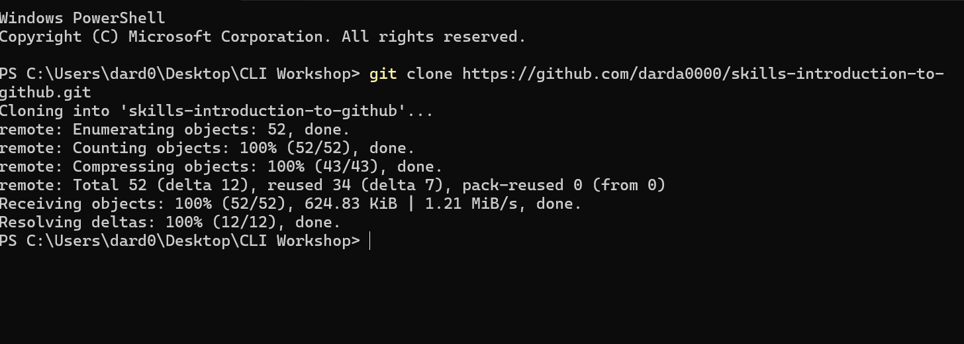 Windows PowerShell
Copyright (C) Microsoft Corporation. All rights reserved.
PS C:\Users\dard0\Desktop\CLI Workshop> git clone https://github.com/darda0000/skills-introduction-to-
github.git
Cloning into 'skills-introduction-to-github'...
remote: Enumerating objects: 52, done.
remote: Counting objects: 100% (52/52), done.
remote: Compressing objects: 100% (43/43), done.
remote: Total 52 (delta 12), reused 34 (delta 7), pack-reused 0 (from 0)
Receiving objects: 100% (52/52), 624.83 KiB | 1.21 MiB/s, done.
Resolving deltas: 100% (12/12), done.
PS C:\Users\dard0\Desktop\CLI Workshop>